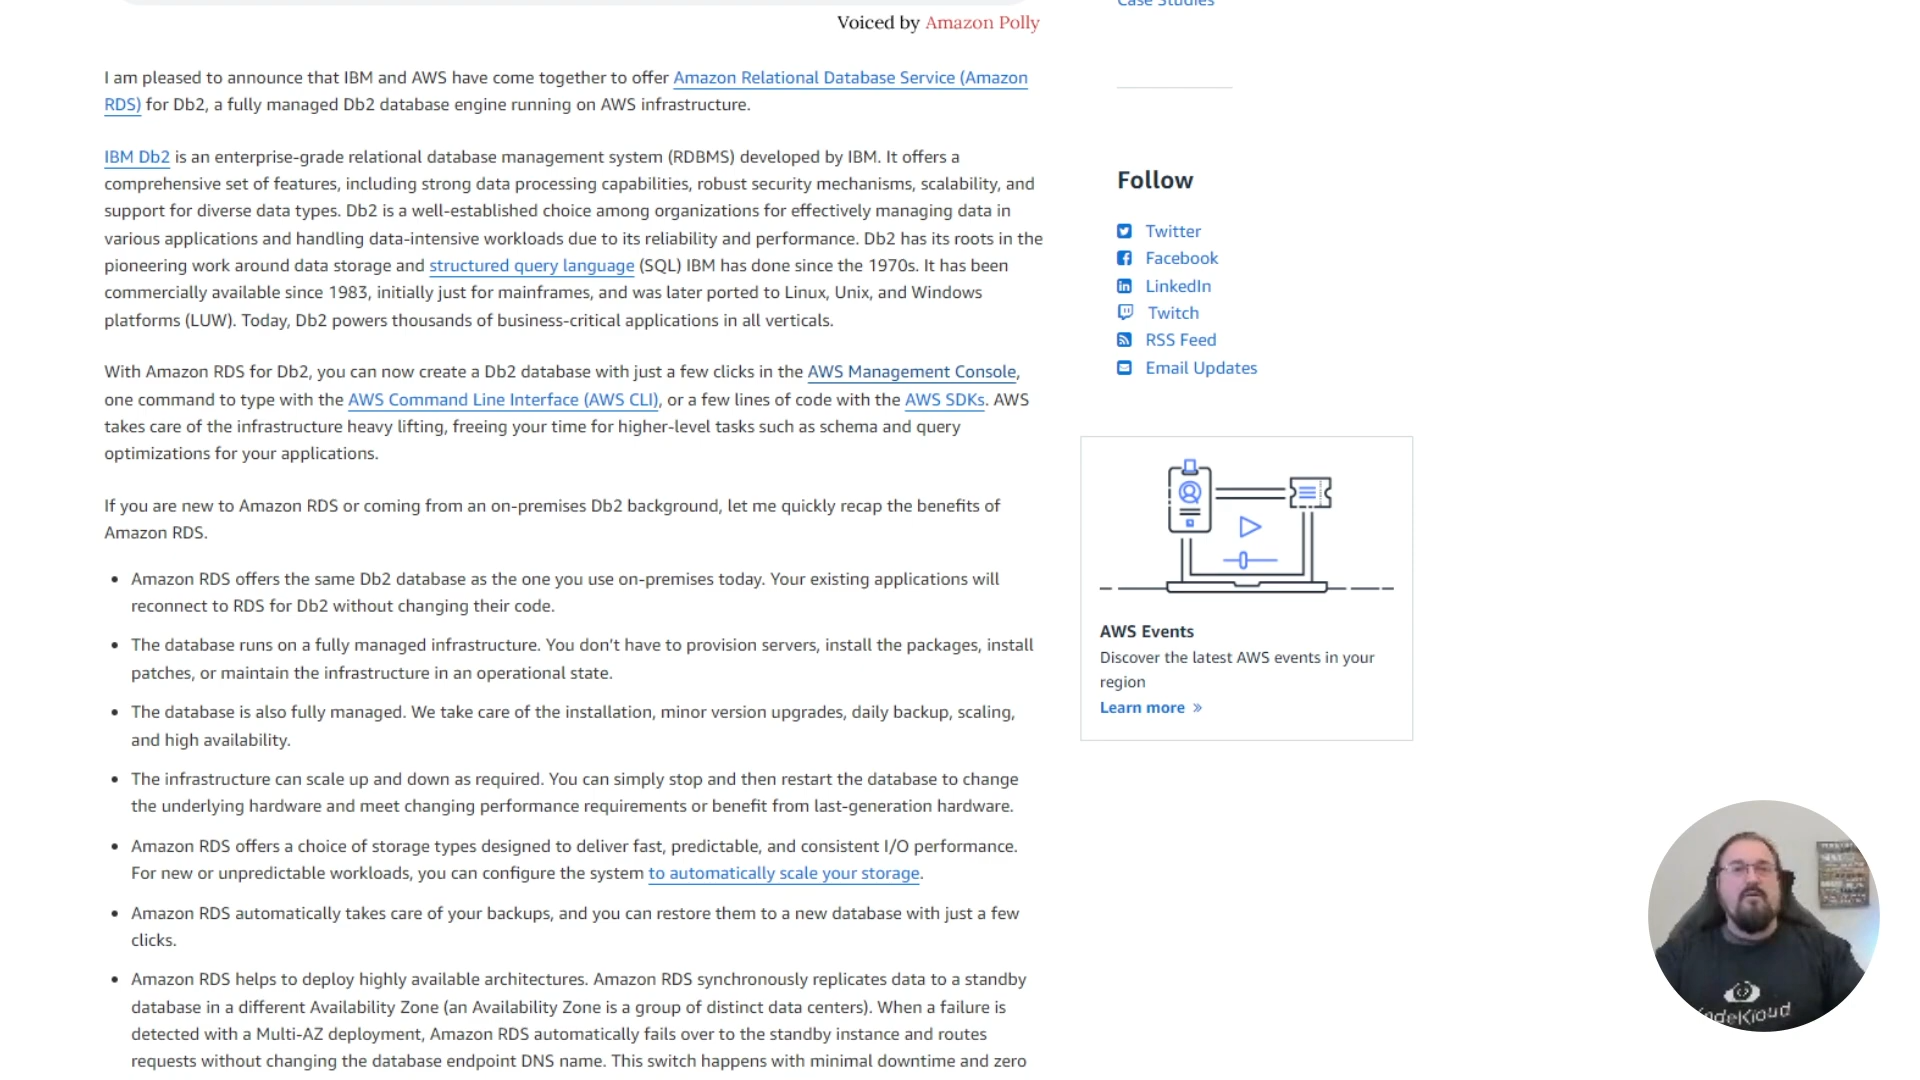 Case Studies
Voiced by Amazon Polly
I am pleased to announce that IBM and AWS have come together to offer Amazon Relational Database Service (Amazon
RDS) for Db2, a fully managed Db2 database engine running on AWS infrastructure.
IBM Db2 is an enterprise-grade relational database management system (RDBMS) developed by IBM. It offers a
comprehensive set of features, including strong data processing capabilities, robust security mechanisms, scalability, and
support for diverse data types. Db2 is a well-established choice among organizations for effectively managing data in
various applications and handling data-intensive workloads due to its reliability and performance. Db2 has its roots in the
pioneering work around data storage and structured query language (SQL) IBM has done since the 1970s. It has been
commercially available since 1983, initially just for mainframes, and was later ported to Linux, Unix, and Windows
platforms (LUW). Today, Db2 powers thousands of business-critical applications in all verticals.
With Amazon RDS for Db2, you can now create a Db2 database with just a few clicks in the AWS Management Console,
one command to type with the AWS Command Line Interface (AWS CLI), or a few lines of code with the AWS SDKs. AWS
takes care of the infrastructure heavy lifting, freeing your time for higher-level tasks such as schema and query
optimizations for your applications.
If you are new to Amazon RDS or coming from an on-premises Db2 background, let me quickly recap the benefits of
Amazon RDS.
• Amazon RDS offers the same Db2 database as the one you use on-premises today. Your existing applications will
reconnect to RDS for Db2 without changing their code.
• The database runs on a fully managed infrastructure. You don't have to provision servers, install the packages, install
patches, or maintain the infrastructure in an operational state.
• The database is also fully managed. We take care of the installation, minor version upgrades, daily backup, scaling,
and high availability.
• The infrastructure can scale up and down as required. You can simply stop and then restart the database to change
the underlying hardware and meet changing performance requirements or benefit from last-generation hardware.
• Amazon RDS offers a choice of storage types designed to deliver fast, predictable, and consistent I/O performance.
For new or unpredictable workloads, you can configure the system to automatically scale your storage.
• Amazon RDS automatically takes care of your backups, and you can restore them to a new database with just a few
clicks.
• Amazon RDS helps to deploy highly available architectures. Amazon RDS synchronously replicates data to a standby
database in a different Availability Zone (an Availability Zone is a group of distinct data centers). When a failure is
detected with a Multi-AZ deployment, Amazon RDS automatically fails over to the standby instance and routes
requests without changing the database endpoint DNS name. This switch happens with minimal downtime and zero
Follow
Twitter
Facebook
LinkedIn
Twitch
RSS Feed
Email Updates
AWS Events
Discover the latest AWS events in your
region
Learn more »